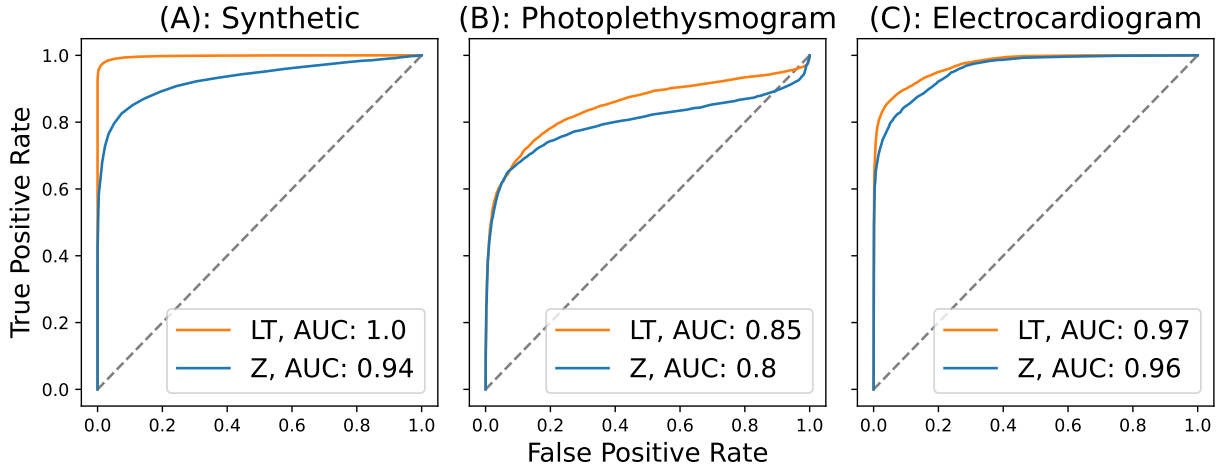 (A): Synthetic
(B): Photoplethysmogram
(C): Electrocardiogram
True Positive Rate
1.0
0.8
0.6
0.4
0.2
0.0
LT, AUC: 1.0
Z, AUC: 0.94
0.0 0.2 0.4 0.6 0.8 1.0
LT, AUC: 0.85
Z, AUC: 0.8
0.0 0.2 0.4 0.6 0.8 1.0
LT, AUC: 0.97
Z, AUC: 0.96
0.0 0.2 0.4 0.6 0.8 1.0
False Positive Rate